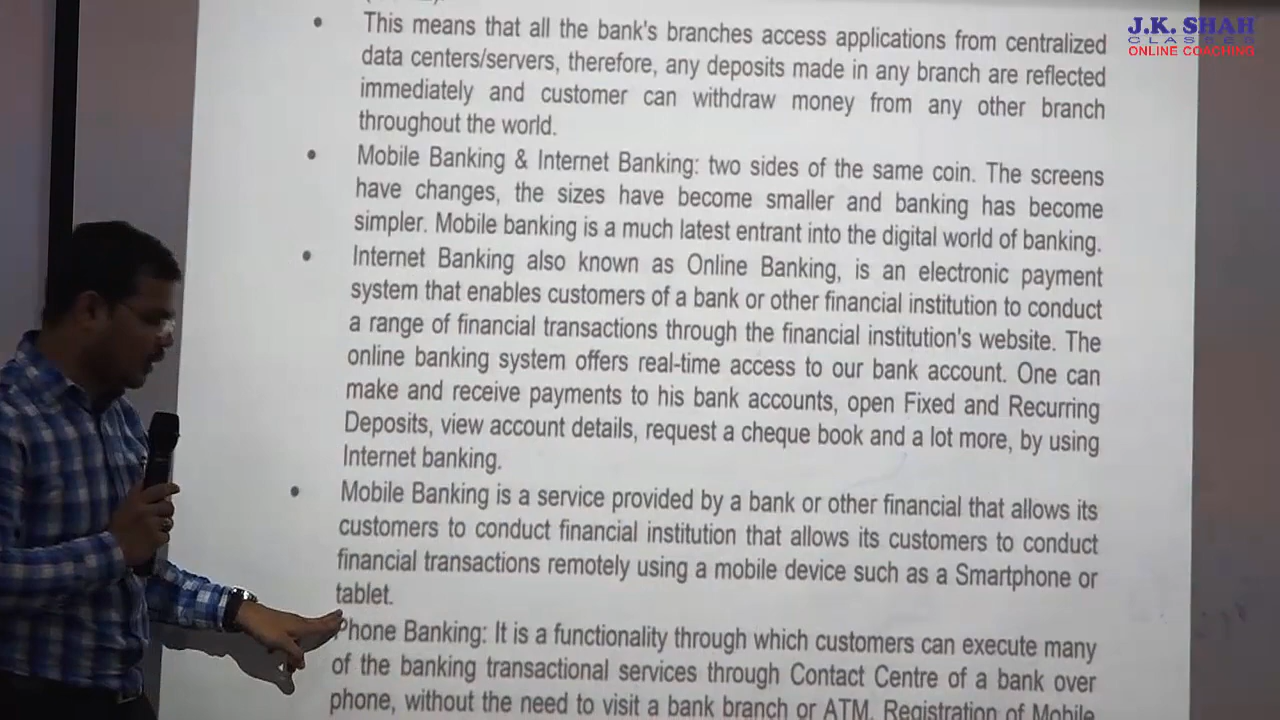 J.K. SHAH
CLASSES
ONLINE COACHING
• This means that all the bank's branches access applications from centralized
data centers/servers, therefore, any deposits made in any branch are reflected
immediately and customer can withdraw money from any other branch
throughout the world.
• Mobile Banking & Internet Banking: two sides of the same coin. The screens
have changes, the sizes have become smaller and banking has become
simpler. Mobile banking is a much latest entrant into the digital world of banking.
• Internet Banking also known as Online Banking, is an electronic payment
system that enables customers of a bank or other financial institution to conduct
a range of financial transactions through the financial institution's website. The
online banking system offers real-time access to our bank account. One can
make and receive payments to his bank accounts, open Fixed and Recurring
Deposits, view account details, request a cheque book and a lot more, by using
Internet banking.
• Mobile Banking is a service provided by a bank or other financial that allows its
customers to conduct financial institution that allows its customers to conduct
financial transactions remotely using a mobile device such as a Smartphone or
tablet.
Phone Banking: It is a functionality through which customers can execute many
of the banking transactional services through Contact Centre of a bank over
phone, without the need to visit a bank branch or ATM. Registration of Mobile